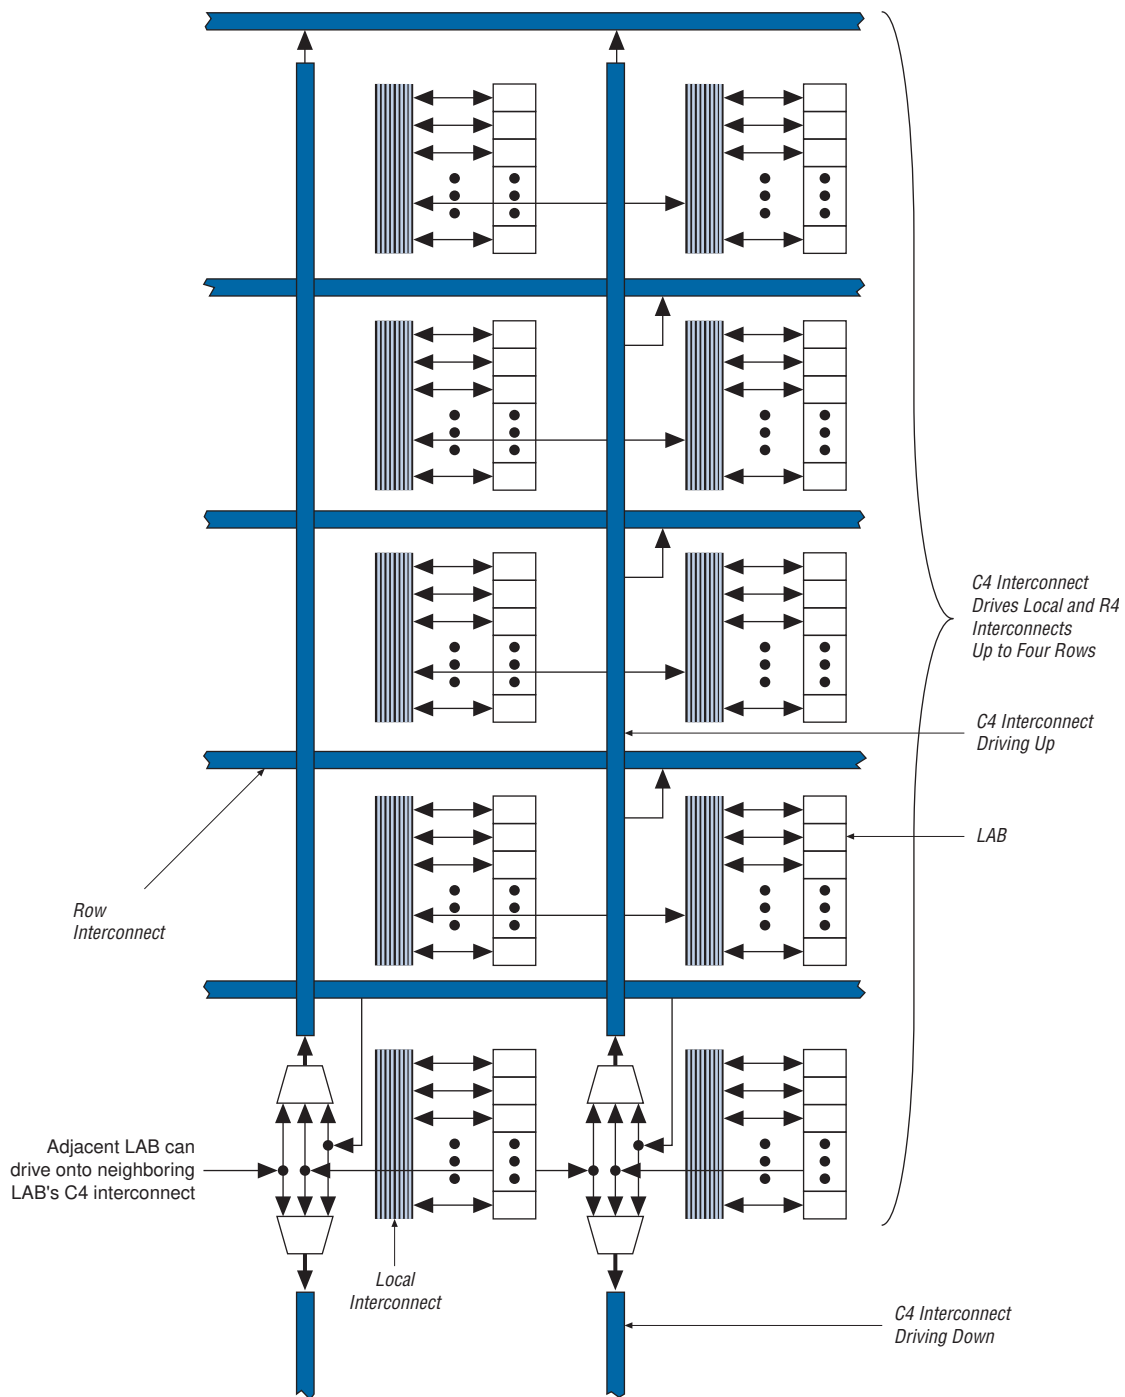 C4 Interconnect
Drives Local and R4
Interconnects
Up to Four Rows
C4 Interconnect
Driving Up
LAB
Row
Interconnect
Adjacent LAB can
drive onto neighboring
LAB's C4 interconnect
Local
Interconnect
C4 Interconnect
Driving Down